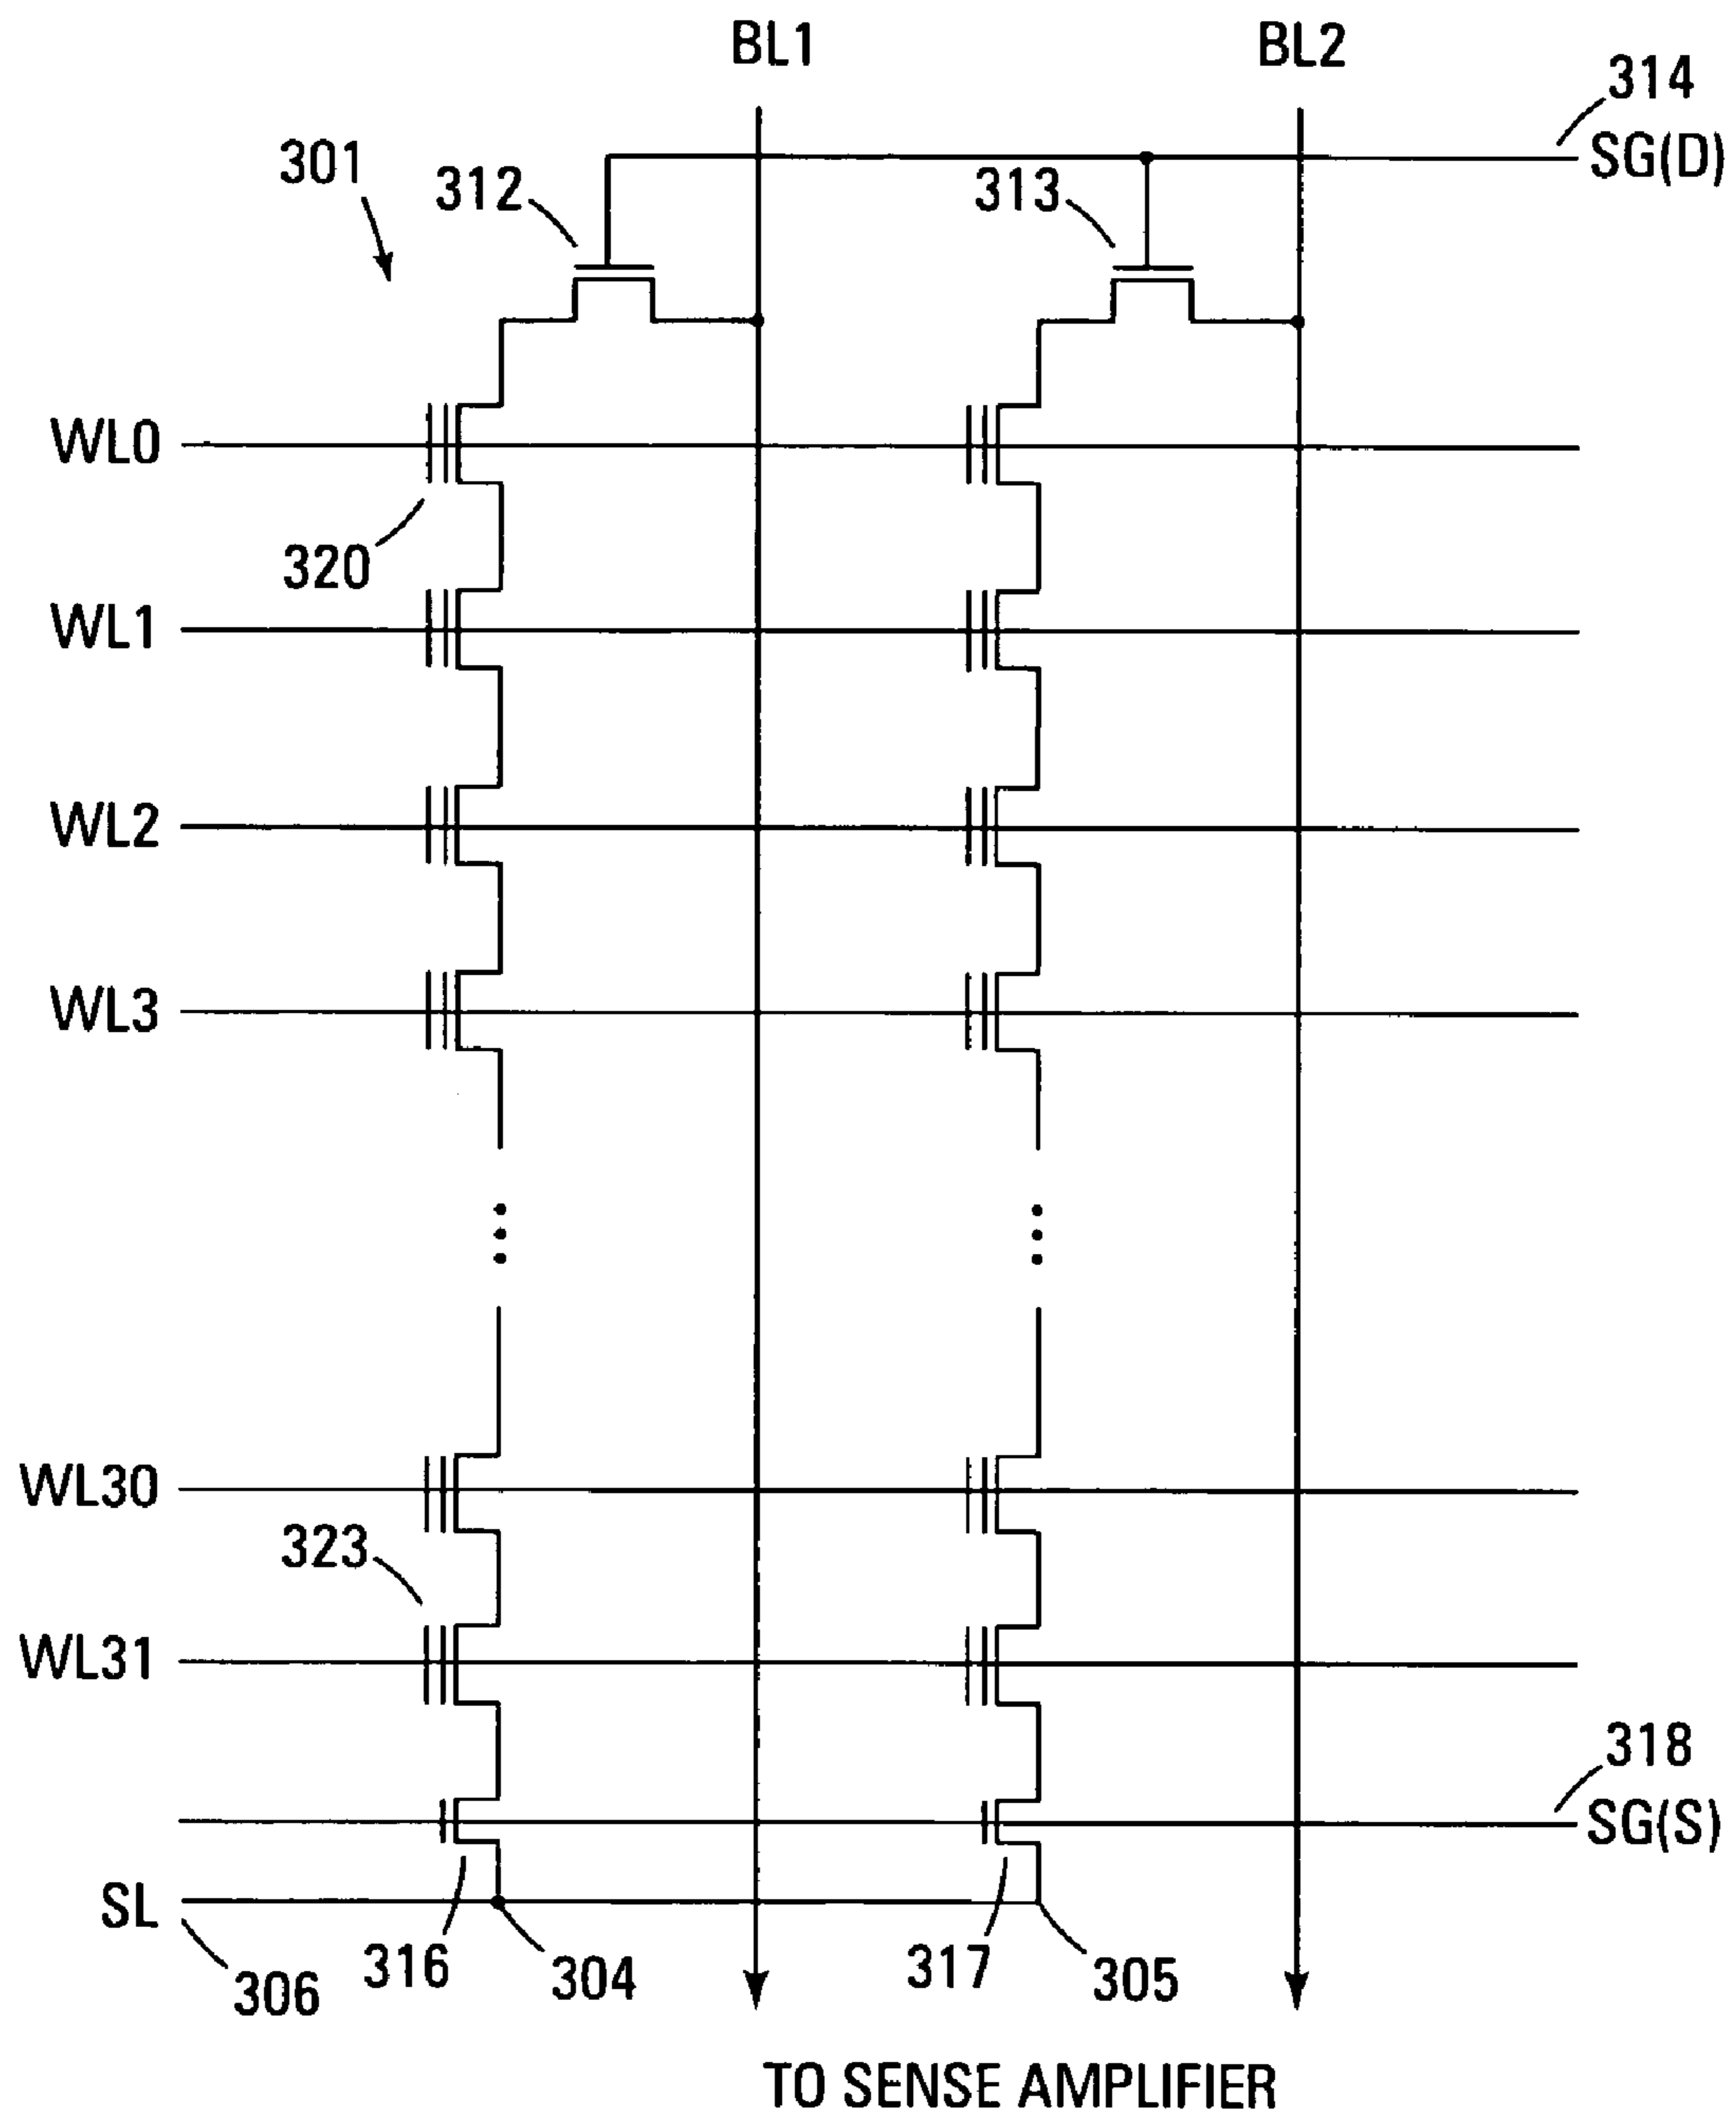 BL1
BL2
314
SG(D)
301
312
313
WL0
320
WL1
WL2
WL3
WL30
323
WL31
318
SG(S)
SL
306
316
304
317
305
TO SENSE AMPLIFIER